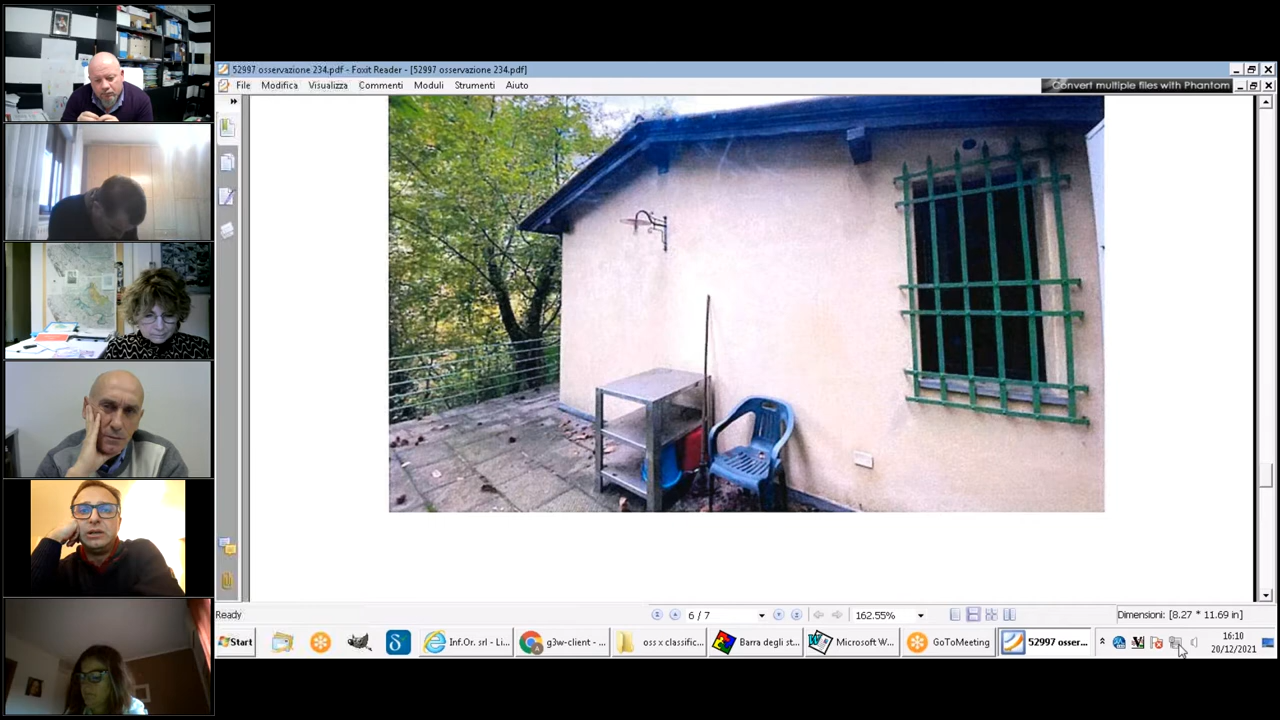 52997 osservazione 234.pdf - Foxit Reader - [52997 osservazione 234.pdf]
File Modifica Visualizza Commenti Moduli Strumenti Aiuto
Convert multiple files with Phantom
Ready
6 / 7
162.55%
Dimensioni: [8.27 * 11.69 in]
Start
Inf.Or. srl - L...
g3w-client - ...
oss x classific...
Barra degli st...
Microsoft W...
GoToMeeting
52997 osser...
16:10
20/12/2021